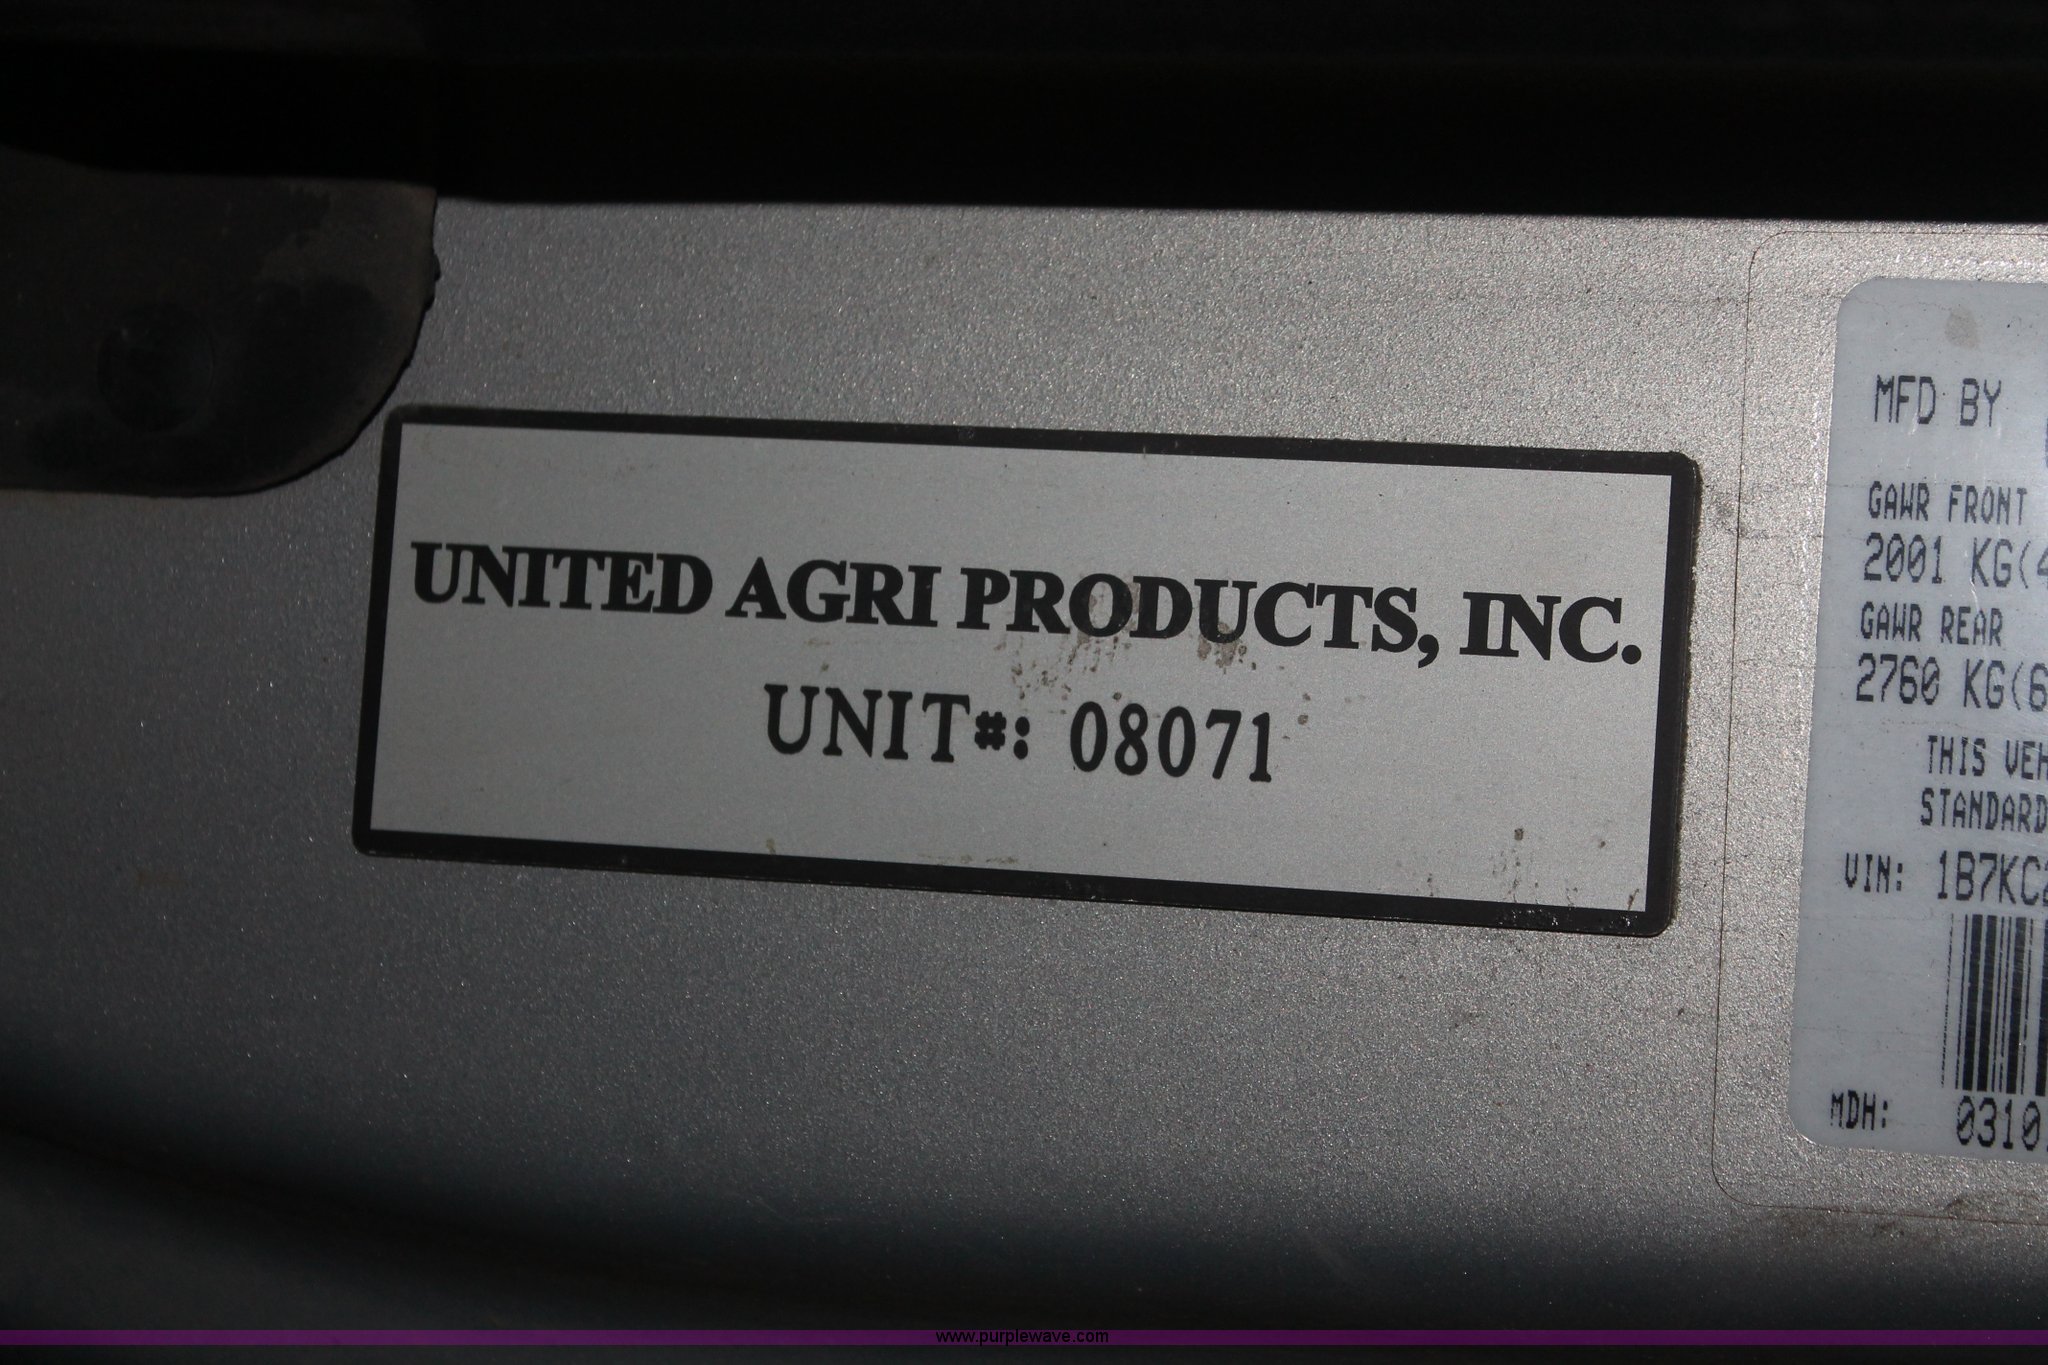 UNITED AGRI PRODUCTS, INC.
UNIT#: 08071
MFD BY
GAWR FRONT
2001 KG(4
GAWR REAR
2760 KG(6
THIS VEH
STANDARD
VIN: 1B7KC2
MDH: 0310
www.purplewave.com